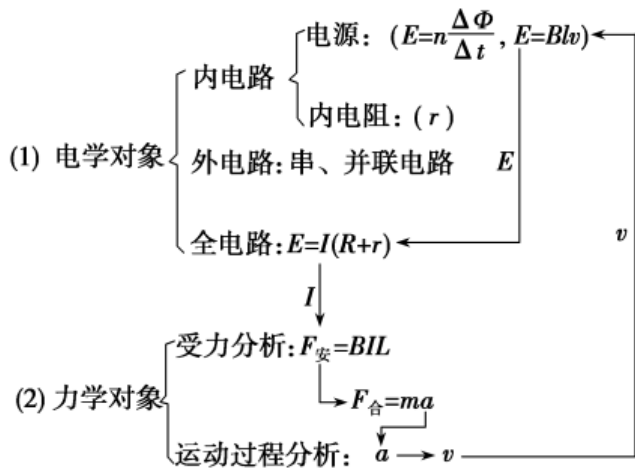 电源：(E=n\frac{ΔΦ}{Δt}, E=Blv)
内电路
内电阻：(r)
(1) 电学对象
外电路：串、并联电路
E
全电路：E=I(R+r)
v
I
受力分析：F安=BIL
(2) 力学对象
F合=ma
运动过程分析： a → v